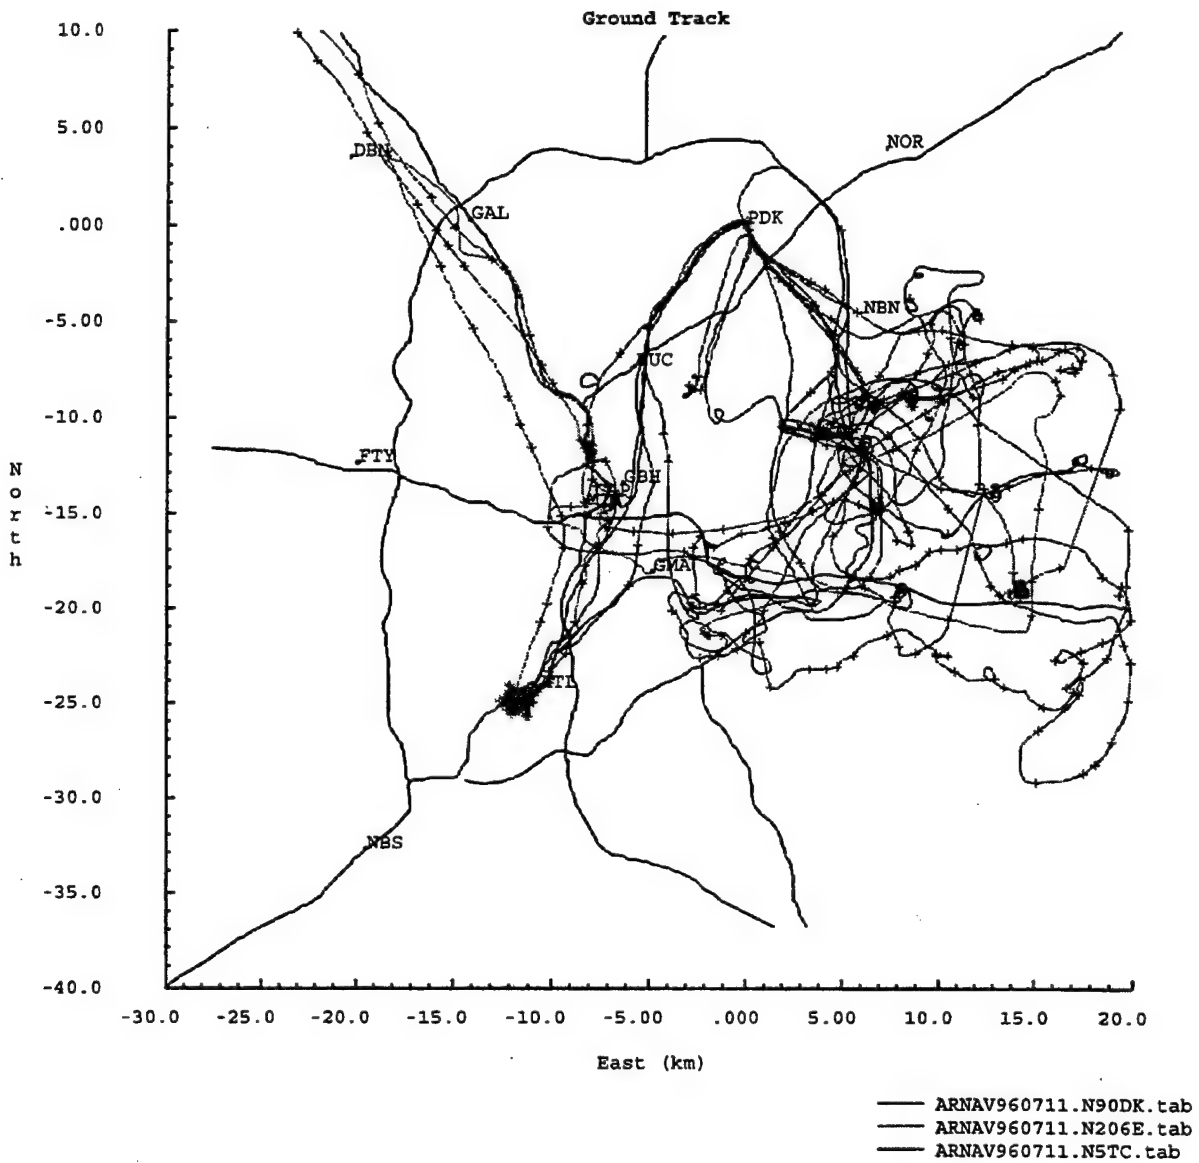 Ground Track
10.0
5.00
.000
-5.00
-10.0
-15.0
-20.0
-25.0
-30.0
-35.0
-40.0
North
-30.0 -25.0 -20.0 -15.0 -10.0 -5.00 .000 5.00 10.0 15.0 20.0
East (km)
DBN
NOR
GAL
PDK
NBN
UC
FTY
GBH
GMA
TL
NBS
ARNAV960711.N90DK.tab
ARNAV960711.N206E.tab
ARNAV960711.N5TC.tab